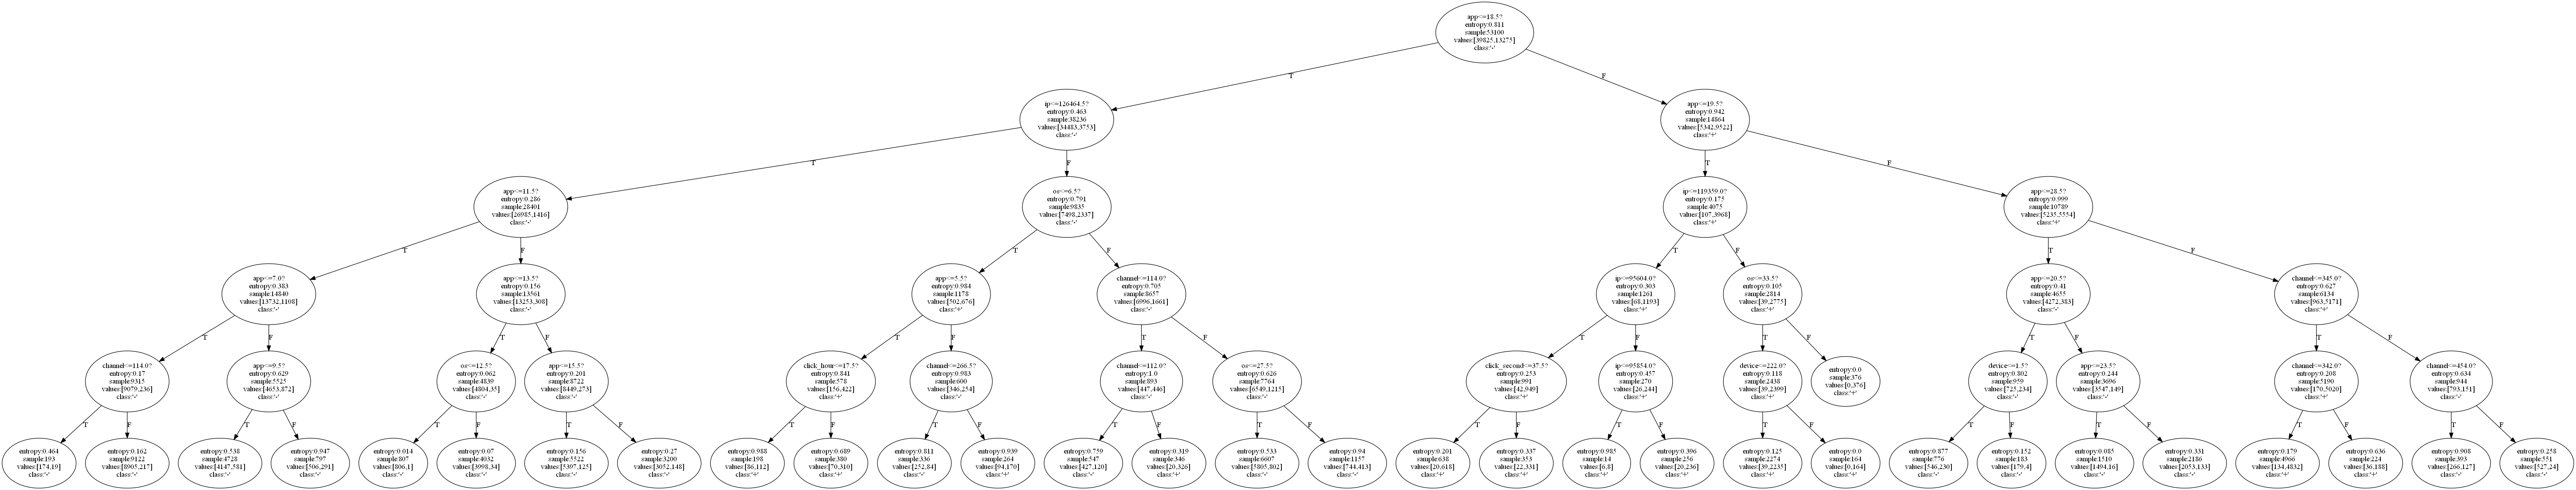 app<=18.5?
entropy:0.811
sample:53100
values:[39825,13275]
class:'-'
T
F
ip<=126464.5?
entropy:0.463
sample:38236
values:[34483,3753]
class:'-'
app<=19.5?
entropy:0.942
sample:14864
values:[5342,9522]
class:'+'
T
F
T
F
app<=11.5?
entropy:0.286
sample:28401
values:[26985,1416]
class:'-'
os<=6.5?
entropy:0.791
sample:9835
values:[7498,2337]
class:'-'
ip<=119359.0?
entropy:0.175
sample:4075
values:[107,3968]
class:'+'
app<=28.5?
entropy:0.999
sample:10789
values:[5235,5554]
class:'+'
T
F
T
F
T
F
T
F
app<=7.0?
entropy:0.383
sample:14840
values:[13732,1108]
class:'-'
app<=13.5?
entropy:0.156
sample:13561
values:[13253,308]
class:'-'
app<=5.5?
entropy:0.984
sample:1178
values:[502,676]
class:'+'
channel<=114.0?
entropy:0.705
sample:8657
values:[6996,1661]
class:'-'
ip<=95604.0?
entropy:0.303
sample:1261
values:[68,1193]
class:'+'
os<=33.5?
entropy:0.105
sample:2814
values:[39,2775]
class:'+'
app<=20.5?
entropy:0.41
sample:4655
values:[4272,383]
class:'-'
channel<=345.0?
entropy:0.627
sample:6134
values:[963,5171]
class:'+'
T
F
T
F
T
F
T
F
T
F
T
F
T
F
T
F
channel<=114.0?
entropy:0.17
sample:9315
values:[9079,236]
class:'-'
app<=9.5?
entropy:0.629
sample:5525
values:[4653,872]
class:'-'
os<=12.5?
entropy:0.062
sample:4839
values:[4804,35]
class:'-'
app<=15.5?
entropy:0.201
sample:8722
values:[8449,273]
class:'-'
click_hour<=17.5?
entropy:0.841
sample:578
values:[156,422]
class:'+'
channel<=266.5?
entropy:0.983
sample:600
values:[346,254]
class:'-'
channel<=112.0?
entropy:1.0
sample:893
values:[447,446]
class:'-'
os<=27.5?
entropy:0.626
sample:7764
values:[6549,1215]
class:'-'
click_second<=37.5?
entropy:0.253
sample:991
values:[42,949]
class:'+'
ip<=95854.0?
entropy:0.457
sample:270
values:[26,244]
class:'+'
device<=222.0?
entropy:0.118
sample:2438
values:[39,2399]
class:'+'
entropy:0.0
sample:376
values:[0,376]
class:'+'
device<=1.5?
entropy:0.802
sample:959
values:[725,234]
class:'-'
app<=23.5?
entropy:0.244
sample:3696
values:[3547,149]
class:'-'
channel<=342.0?
entropy:0.208
sample:5190
values:[170,5020]
class:'+'
channel<=454.0?
entropy:0.634
sample:944
values:[793,151]
class:'-'
T
F
T
F
T
F
T
F
T
F
T
F
T
F
T
F
T
F
T
F
T
F
T
F
T
F
T
F
T
F
entropy:0.464
sample:193
values:[174,19]
class:'-'
entropy:0.162
sample:9122
values:[8905,217]
class:'-'
entropy:0.538
sample:4728
values:[4147,581]
class:'-'
entropy:0.947
sample:797
values:[506,291]
class:'-'
entropy:0.014
sample:807
values:[806,1]
class:'-'
entropy:0.07
sample:4032
values:[3998,34]
class:'-'
entropy:0.156
sample:5522
values:[5397,125]
class:'-'
entropy:0.27
sample:3200
values:[3052,148]
class:'-'
entropy:0.988
sample:198
values:[86,112]
class:'+'
entropy:0.689
sample:380
values:[70,310]
class:'+'
entropy:0.811
sample:336
values:[252,84]
class:'-'
entropy:0.939
sample:264
values:[94,170]
class:'+'
entropy:0.759
sample:547
values:[427,120]
class:'-'
entropy:0.319
sample:346
values:[20,326]
class:'+'
entropy:0.533
sample:6607
values:[5805,802]
class:'-'
entropy:0.94
sample:1157
values:[744,413]
class:'-'
entropy:0.201
sample:638
values:[20,618]
class:'+'
entropy:0.337
sample:353
values:[22,331]
class:'+'
entropy:0.985
sample:14
values:[6,8]
class:'+'
entropy:0.396
sample:256
values:[20,236]
class:'+'
entropy:0.125
sample:2274
values:[39,2235]
class:'+'
entropy:0.0
sample:164
values:[0,164]
class:'+'
entropy:0.877
sample:776
values:[546,230]
class:'-'
entropy:0.152
sample:183
values:[179,4]
class:'-'
entropy:0.085
sample:1510
values:[1494,16]
class:'-'
entropy:0.331
sample:2186
values:[2053,133]
class:'-'
entropy:0.179
sample:4966
values:[134,4832]
class:'+'
entropy:0.636
sample:224
values:[36,188]
class:'+'
entropy:0.908
sample:393
values:[266,127]
class:'-'
entropy:0.258
sample:551
values:[527,24]
class:'-'